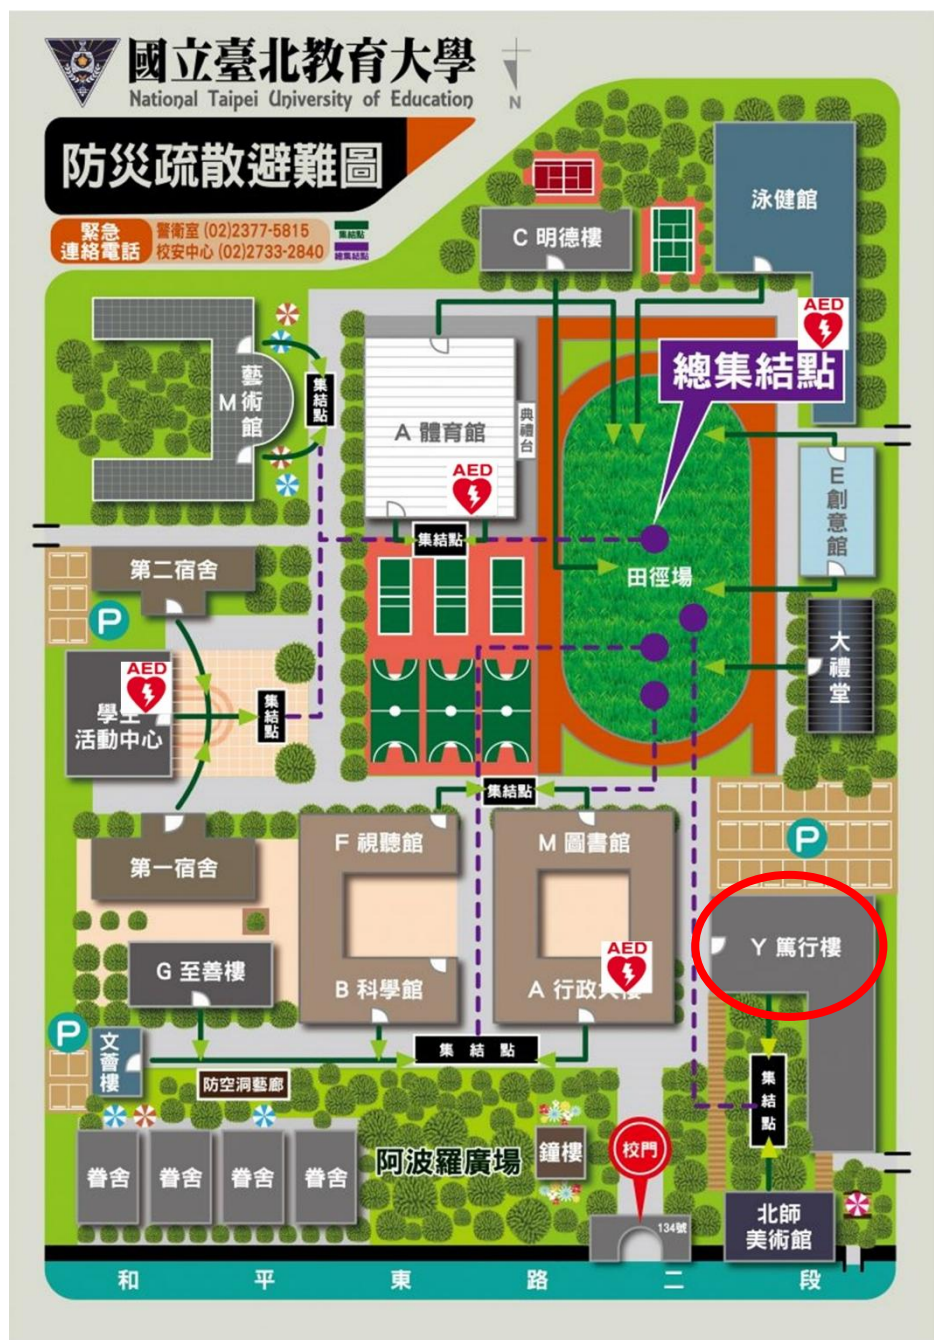 國立臺北教育大學
National Taipei University of Education
N
防災疏散避難圖
緊急
連絡電話
警衛室 (02)2377-5815
校安中心 (02)2733-2840
集結點
總集結點
泳健館
C 明德樓
AED
總集結點
藝
M 術
館
集結點
A 體育館
典禮台
AED
集結點
E
創
意
館
田徑場
第二宿舍
P
大
禮
堂
AED
學生
活動中心
集結點
集結點
P
F 視聽館
M 圖書館
第一宿舍
Y 篤行樓
G 至善樓
AED
B 科學館
A 行政大樓
P
文
薈
樓
集 結 點
集
結
點
防空洞藝廊
眷舍
眷舍
眷舍
眷舍
阿波羅廣場
鐘樓
校門
134號
北師
美術館
和 平 東 路 二 段